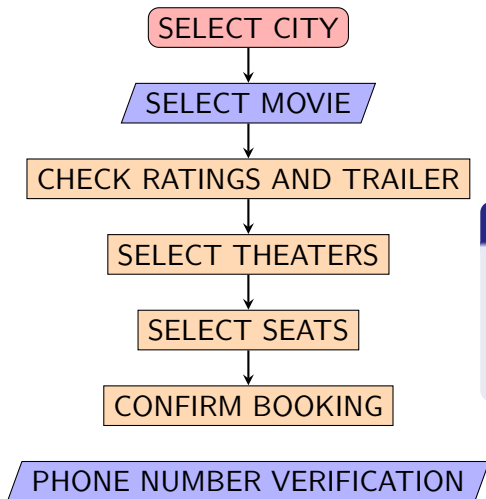 SELECT CITY
SELECT MOVIE
CHECK RATINGS AND TRAILER
SELECT THEATERS
SELECT SEATS
CONFIRM BOOKING
PHONE NUMBER VERIFICATION